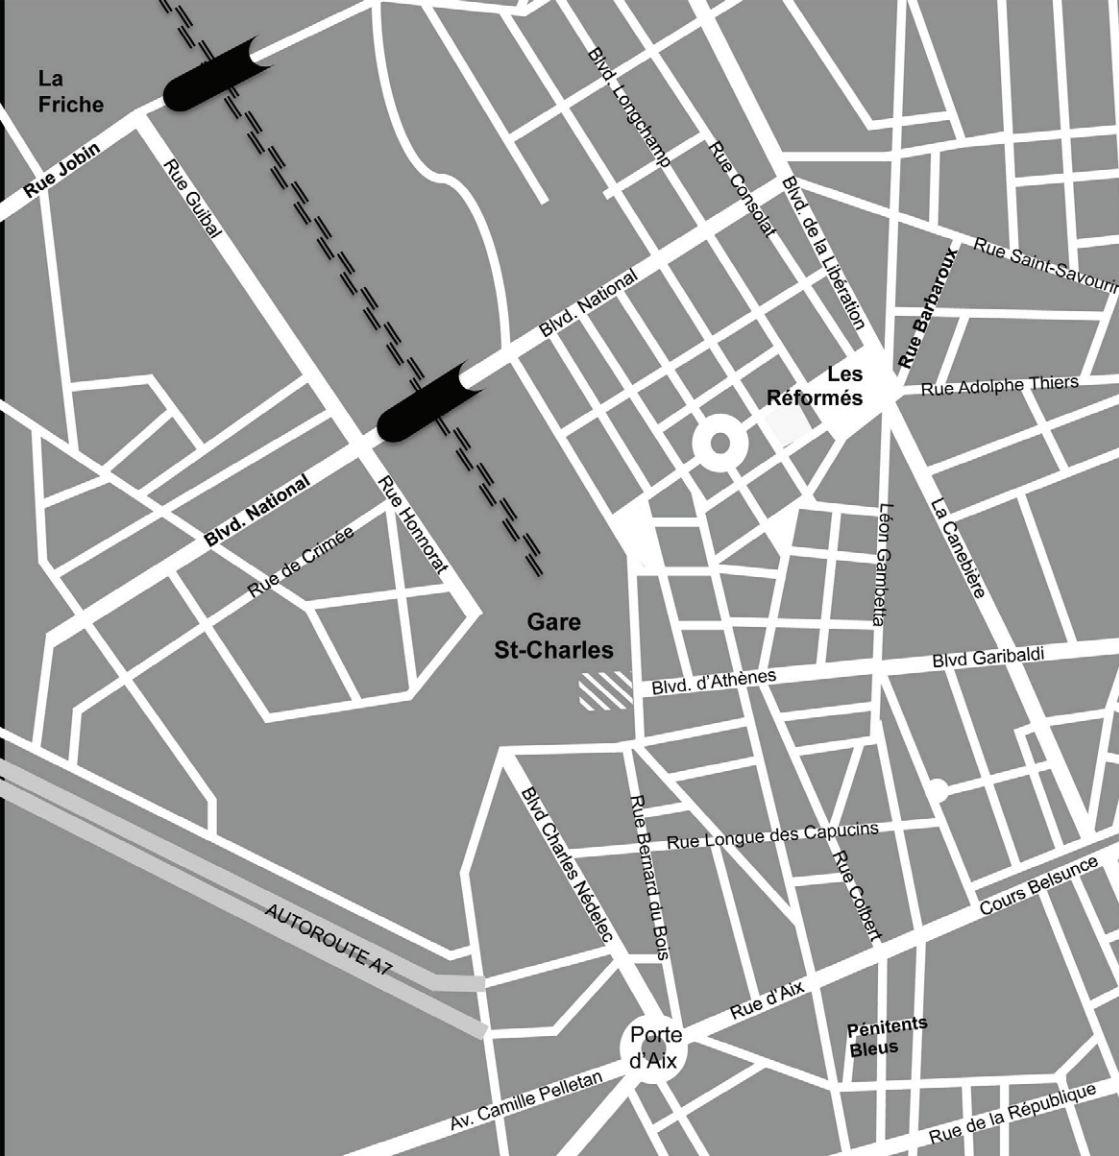 La
Friche
Rue Jobin
Rue Guibal
Blvd. Longchamp
Rue Consolat
Blvd. de la Libération
Rue Saint-Savourin
Rue Barbaroux
Blvd. National
Les
Réformés
Rue Adolphe Thiers
Blvd. National
Rue Honnorat
Rue de Crimée
Léon Gambetta
La Canebière
Gare
St-Charles
Blvd. d'Athènes
Blvd Garibaldi
Blvd Charles Nédelec
Rue Bernard du Bois
Rue Longue des Capucins
Rue Colbert
Cours Belsunce
AUTOROUTE A7
Rue d'Aix
Porte
d'Aix
Pénitents
Bleus
Av. Camille Pelletan
Rue de la République